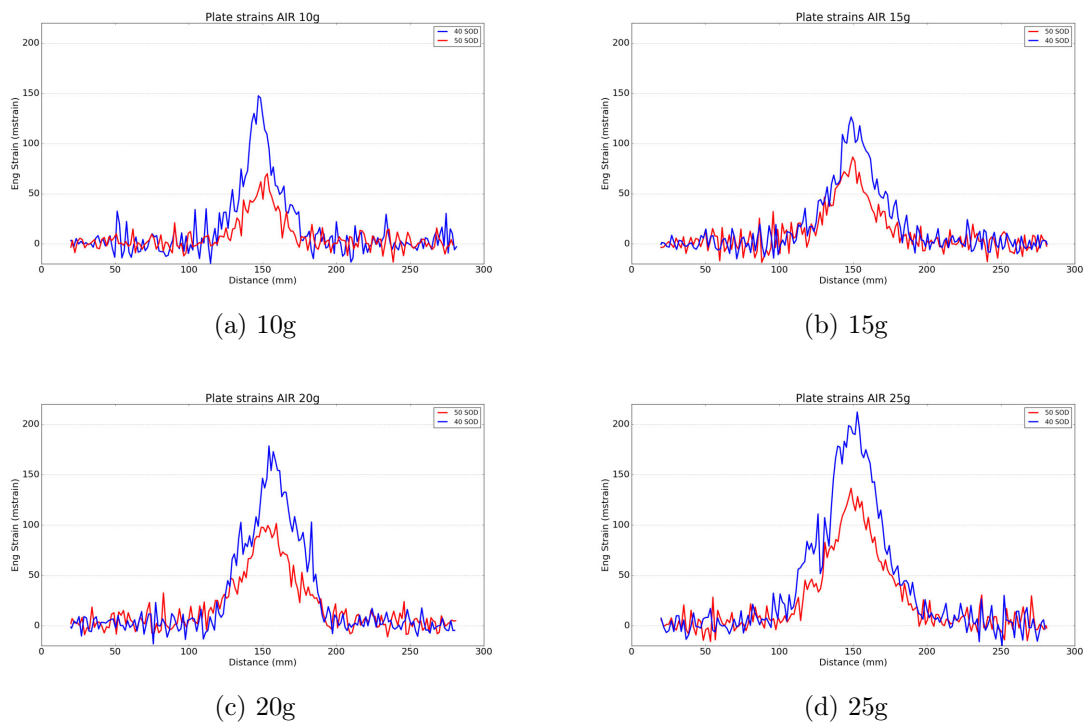 Plate strains AIR 10g
40 SOD
50 SOD
Eng Strain (mstrain)
200
150
100
50
0
0 50 100 150 200 250 300
Distance (mm)
(a) 10g
Plate strains AIR 15g
50 SOD
40 SOD
Eng Strain (mstrain)
200
150
100
50
0
0 50 100 150 200 250 300
Distance (mm)
(b) 15g
Plate strains AIR 20g
50 SOD
40 SOD
Eng Strain (mstrain)
200
150
100
50
0
0 50 100 150 200 250 300
Distance (mm)
(c) 20g
Plate strains AIR 25g
50 SOD
40 SOD
Eng Strain (mstrain)
200
150
100
50
0
0 50 100 150 200 250 300
Distance (mm)
(d) 25g